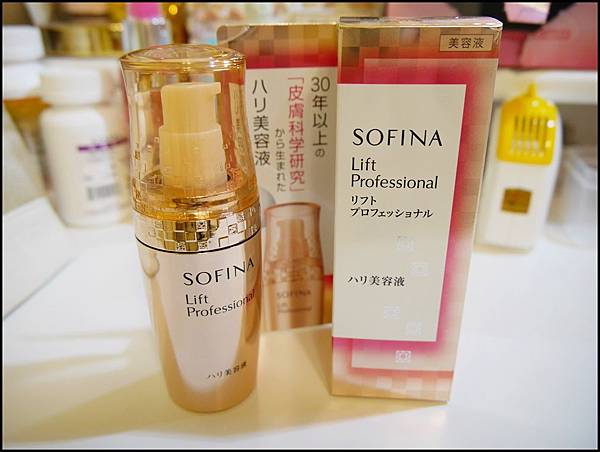 SOFINA
Lift
Professional
ハリ美容液
30年以上の
「皮膚科学研究」
から生まれた
ハリ美容液
SOFINA
美容液
SOFINA
Lift
Professional
リフト
プロフェッショナル
ハリ美容液